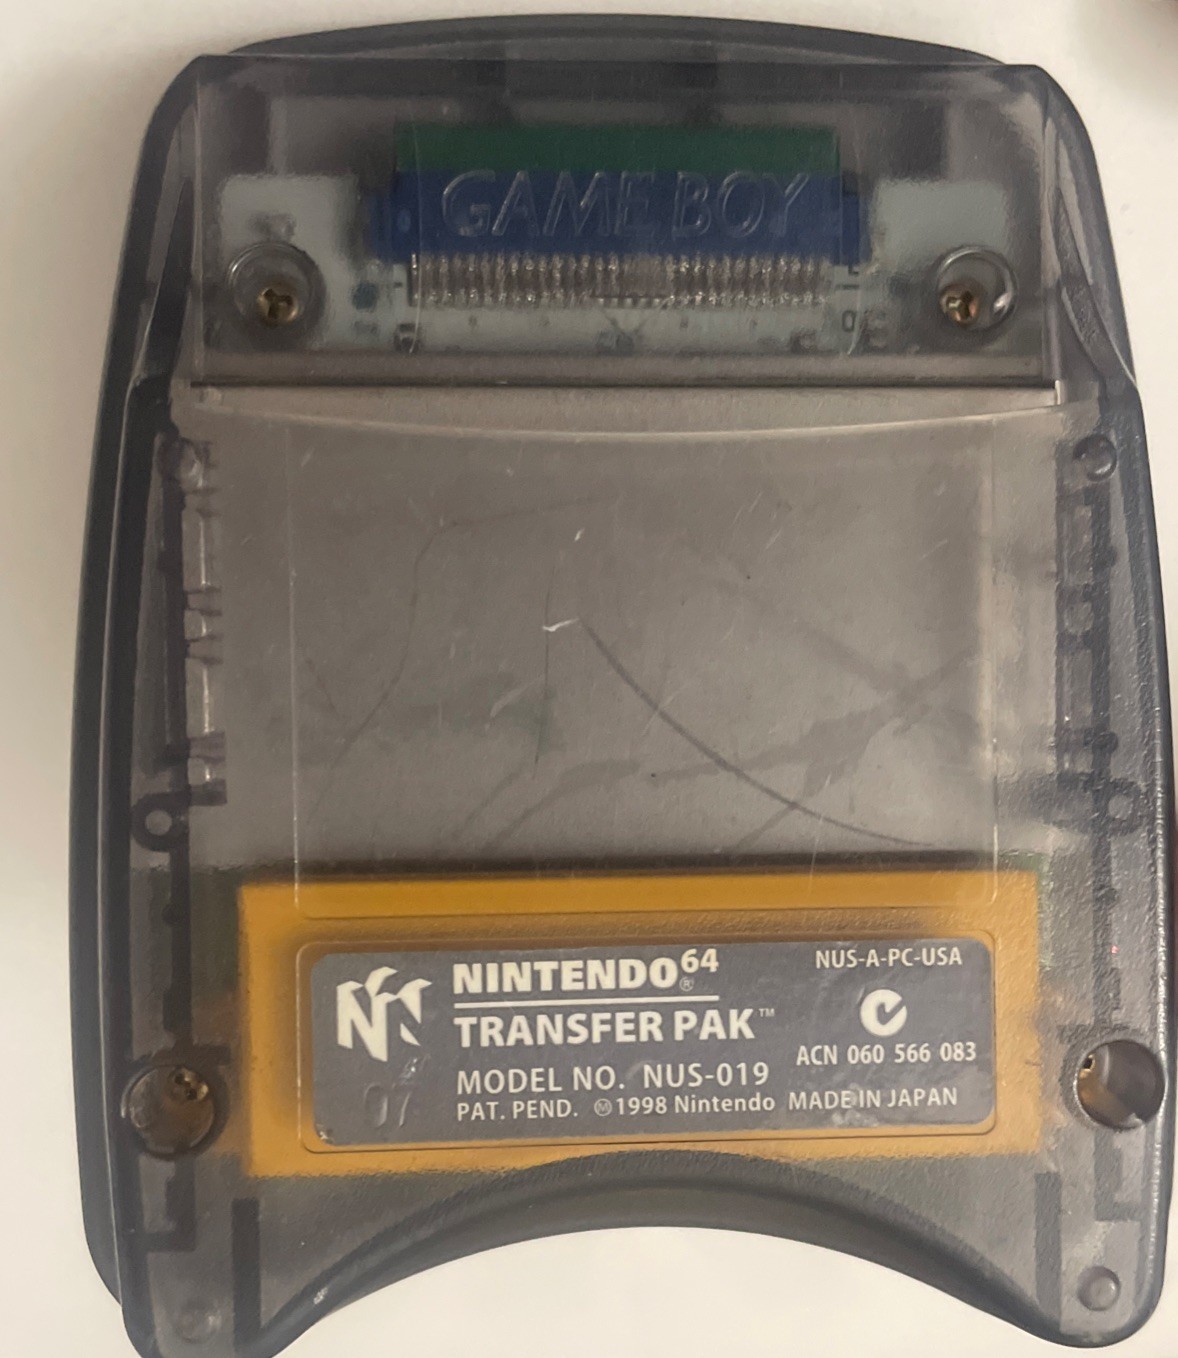 GAME BOY
NINTENDO64®
TRANSFER PAK™
MODEL NO. NUS-019
PAT. PEND. Ⓜ1998 Nintendo
NUS-A-PC-USA
ACN 060 566 083
MADE IN JAPAN
07